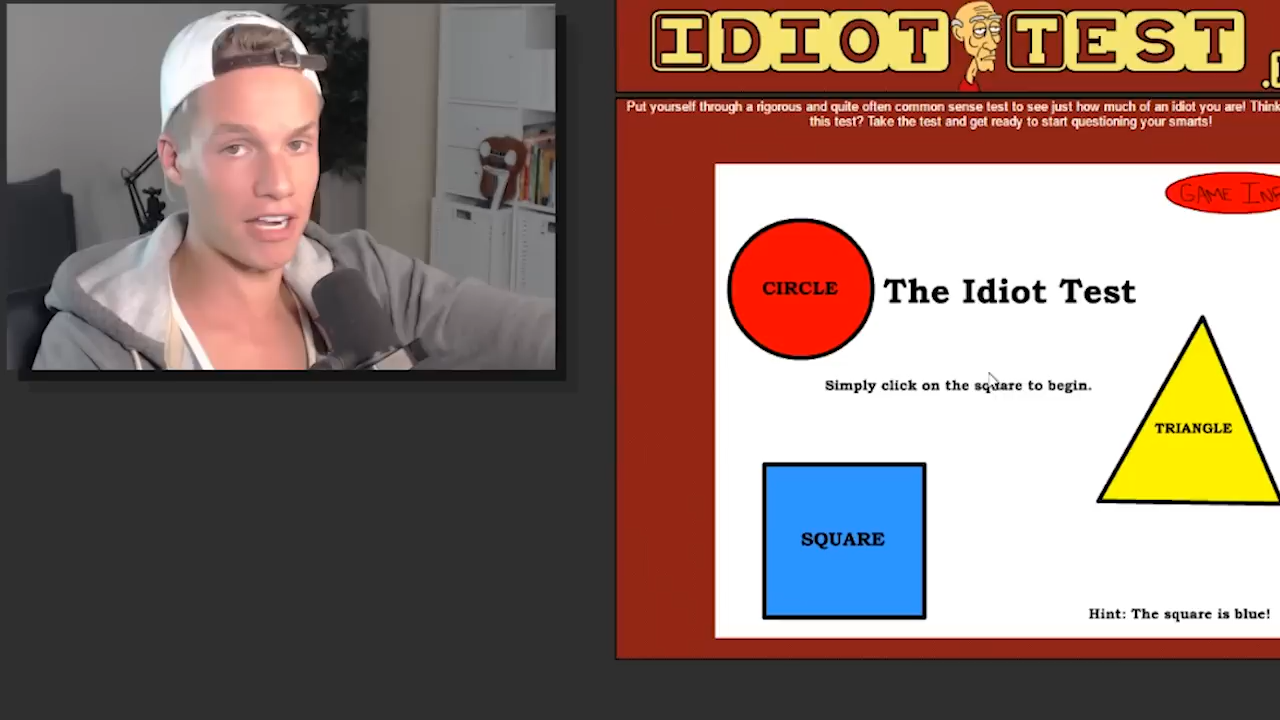 IDIOT TEST
Put yourself through a rigorous and quite often common sense test to see just how much of an idiot you are! Think
this test? Take the test and get ready to start questioning your smarts!
GAME
CIRCLE
The Idiot Test
Simply click on the square to begin.
TRIANGLE
SQUARE
Hint: The square is blue!